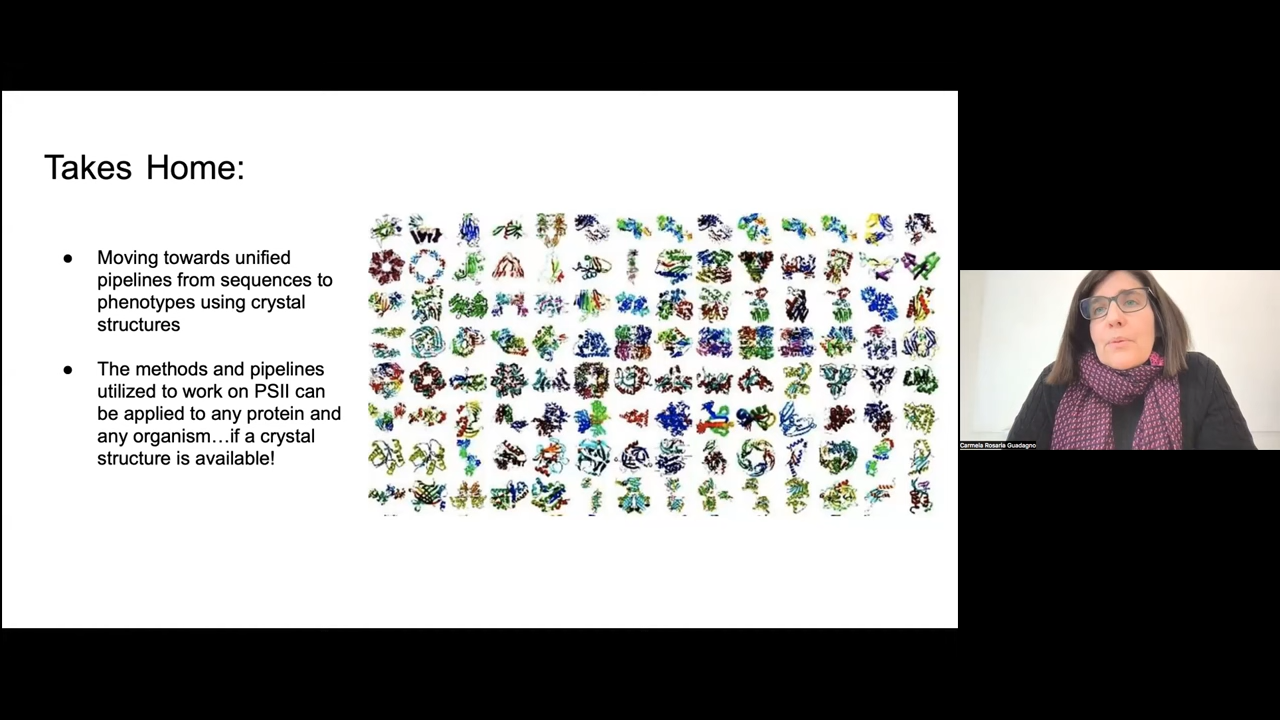 Takes Home:
● Moving towards unified
pipelines from sequences to
phenotypes using crystal
structures
● The methods and pipelines
utilized to work on PSII can
be applied to any protein and
any organism…if a crystal
structure is available!
Carmela Rosaria Guadagno